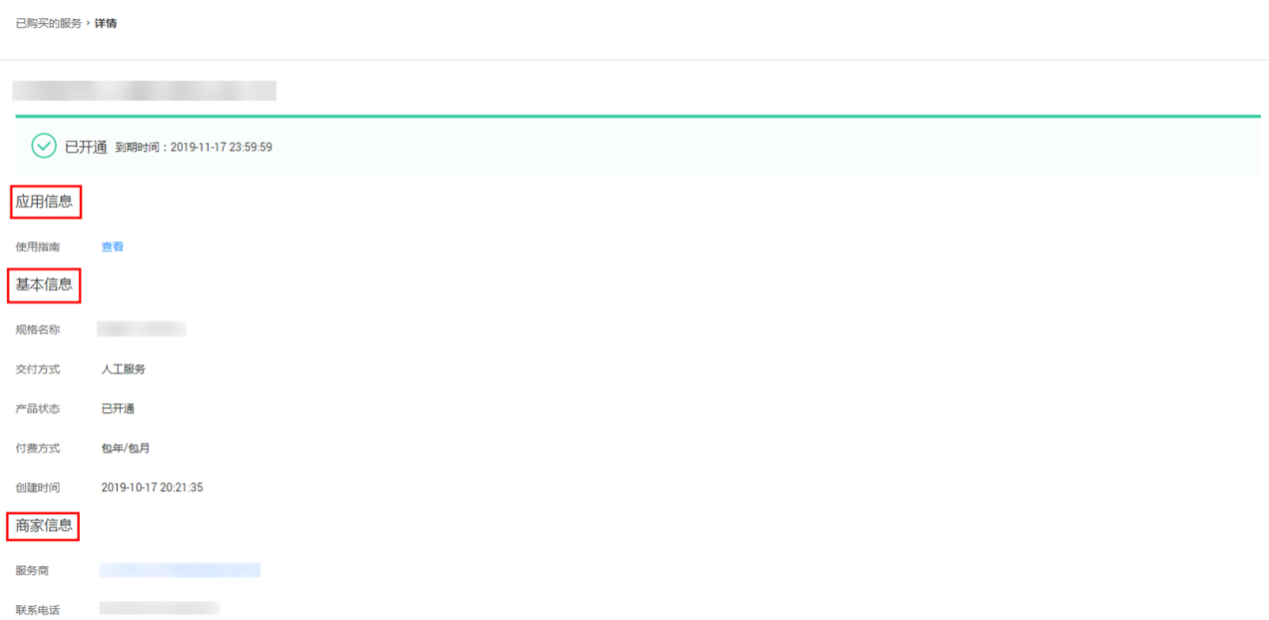 已购买的服务 › 详情
已开通 到期时间：2019-11-17 23:59:59
应用信息
使用指南 查看
基本信息
规格名称
交付方式 人工服务
产品状态 已开通
付费方式 包年/包月
创建时间 2019-10-17 20:21:35
商家信息
服务商
联系电话